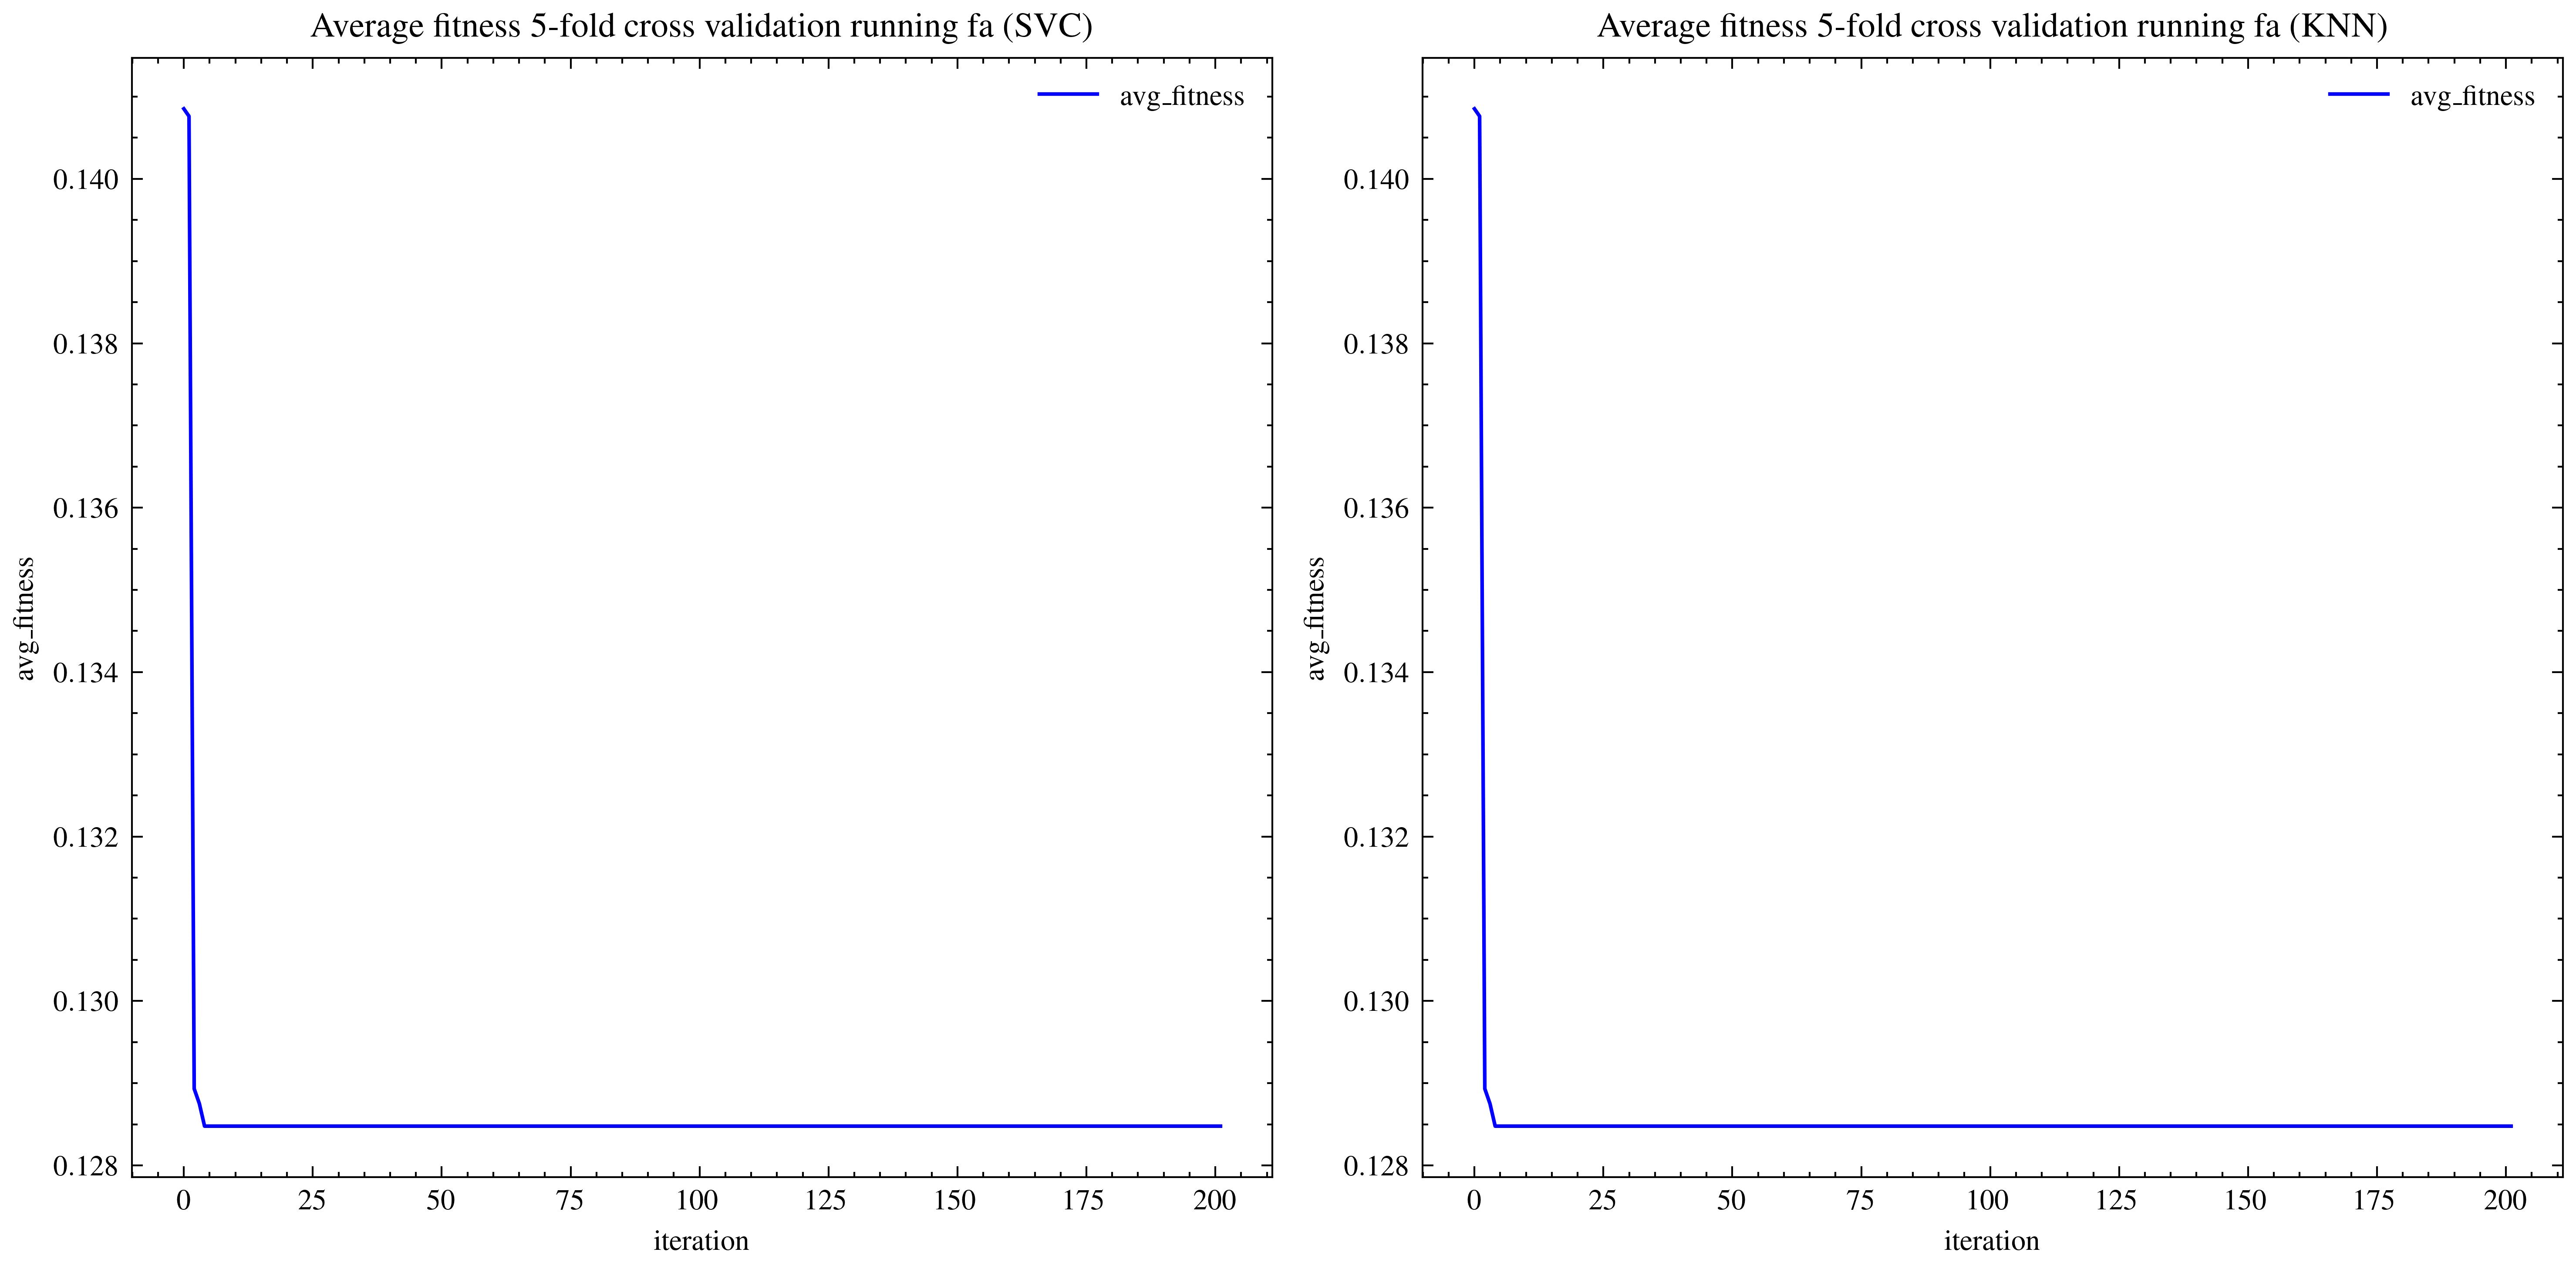 Average fitness 5-fold cross validation running fa (SVC)
avg_fitness
0.140
0.138
0.136
0.134
0.132
0.130
0.128
avg_fitness
0 25 50 75 100 125 150 175 200
iteration
Average fitness 5-fold cross validation running fa (KNN)
avg_fitness
0.140
0.138
0.136
0.134
0.132
0.130
0.128
avg_fitness
0 25 50 75 100 125 150 175 200
iteration